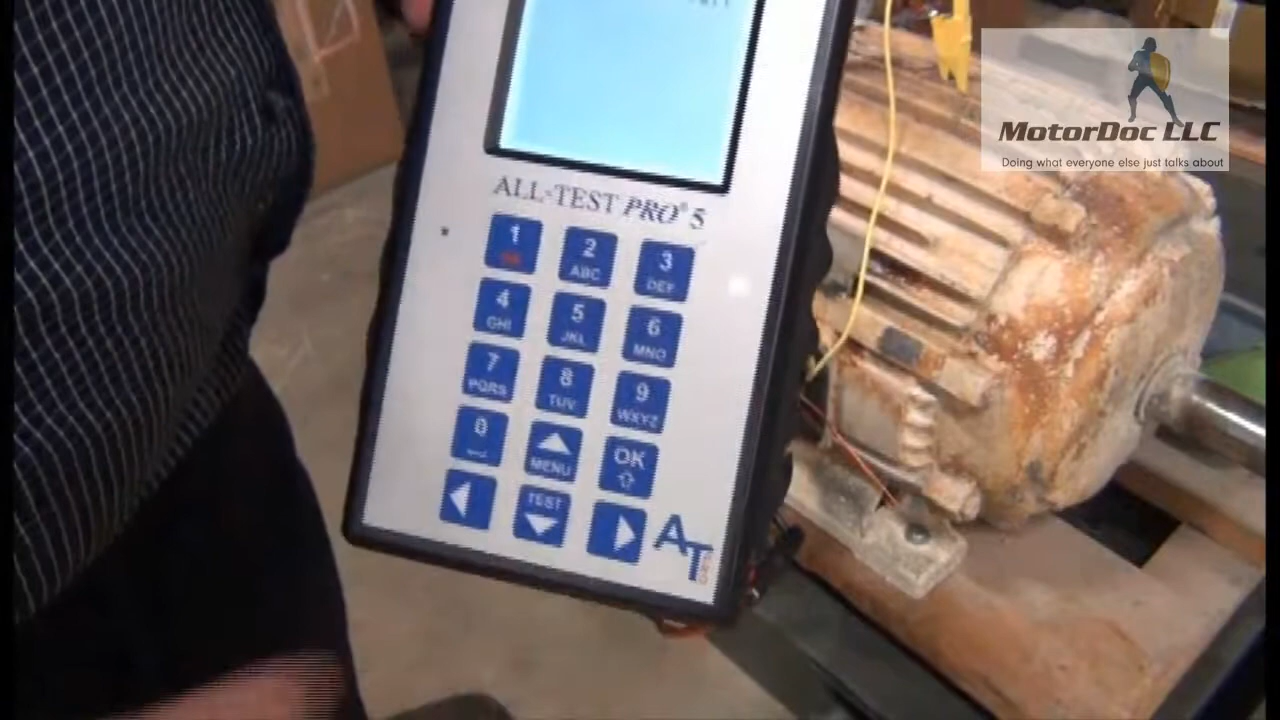 MotorDoc LLC
Doing what everyone else just talks about
ALL-TEST PRO® 5
1
2 ABC
3 DEF
4 GHI
5 JKL
6 MNO
7 PQRS
8 TUV
9 WXYZ
0
MENU
OK
TEST
AT